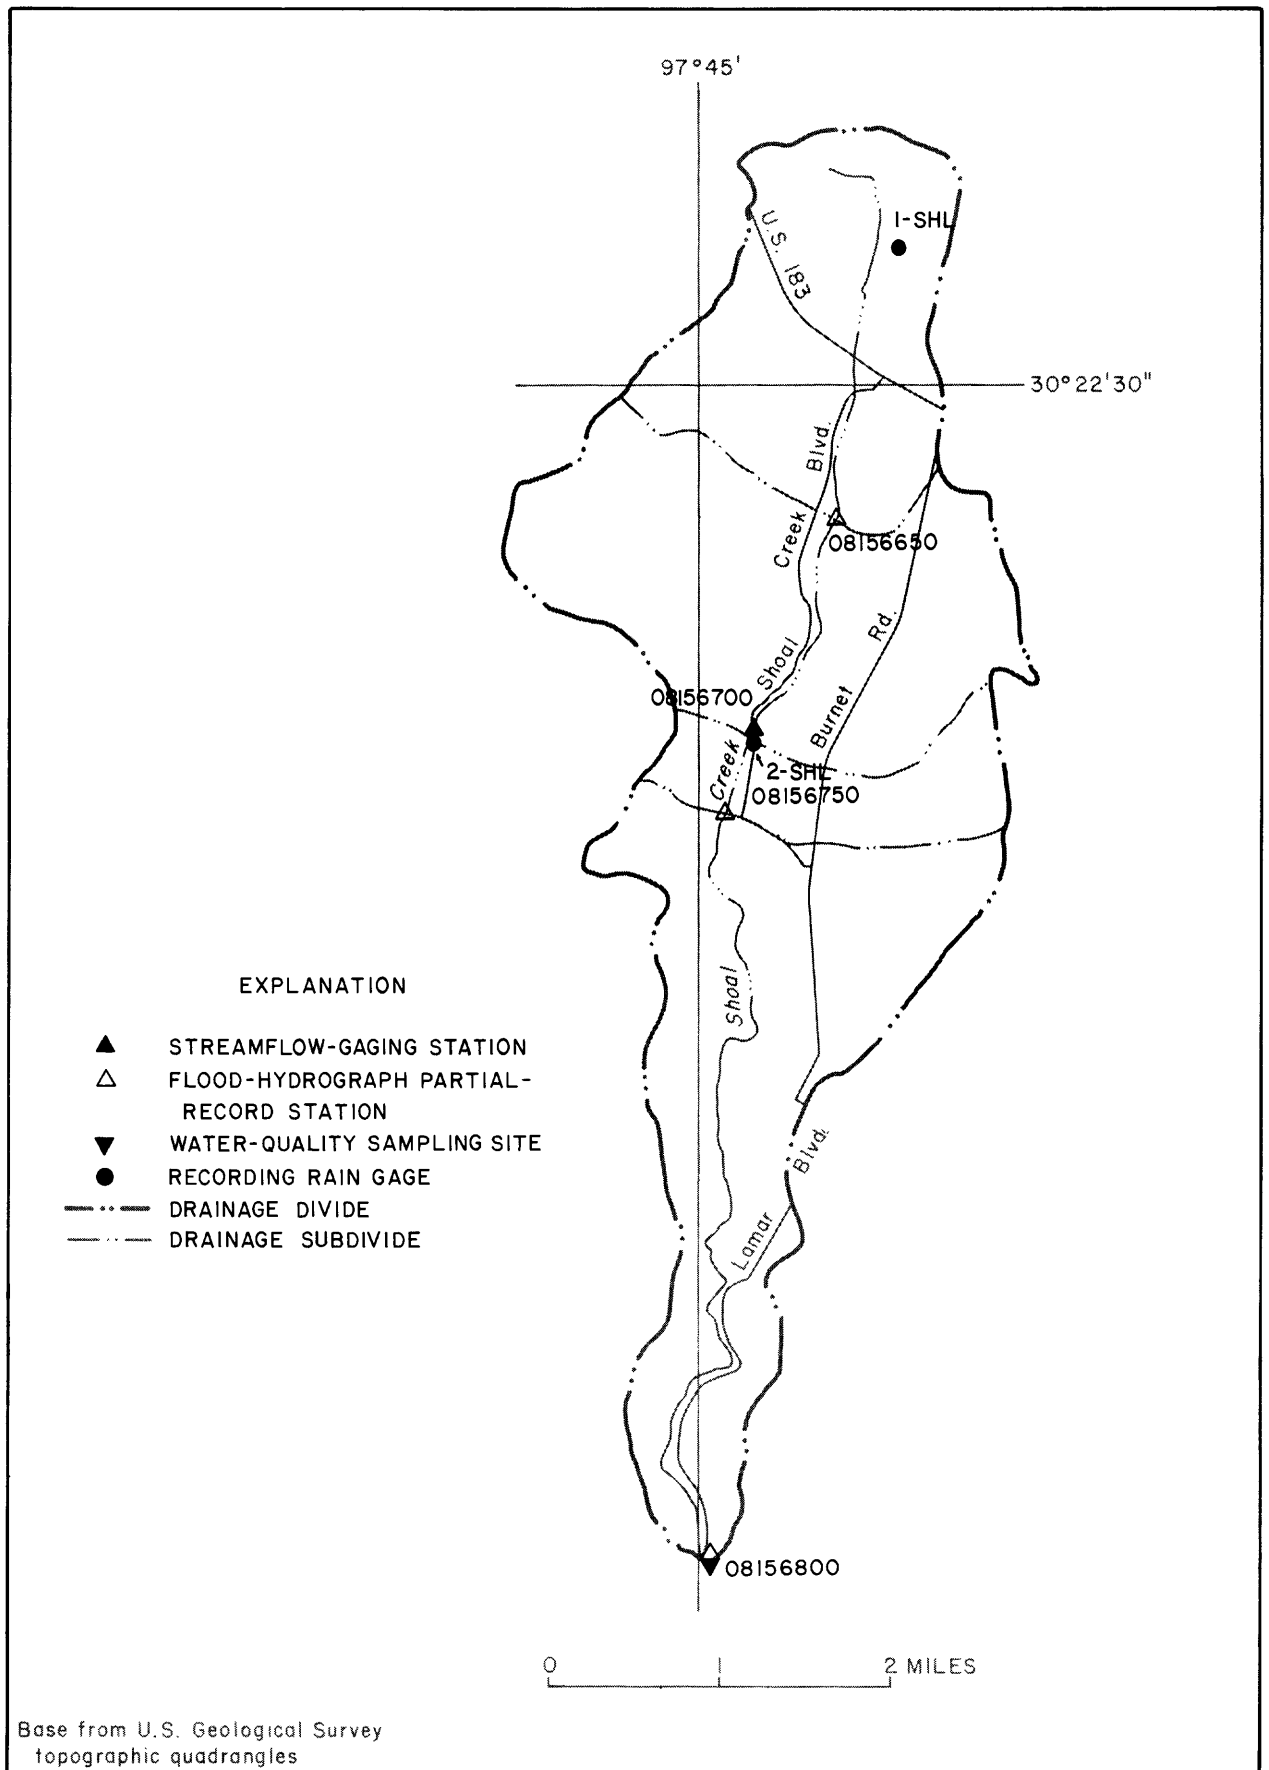 97°45'
1-SHL
U.S. 183
30°22'30"
Blvd.
Creek
08156650
Rd.
Shoal
08156700
Burnet
Creek
2-SHL
08156750
Shoal
EXPLANATION
STREAMFLOW-GAGING STATION
FLOOD-HYDROGRAPH PARTIAL-
RECORD STATION
WATER-QUALITY SAMPLING SITE
RECORDING RAIN GAGE
DRAINAGE DIVIDE
DRAINAGE SUBDIVIDE
Blvd.
Lamar
08156800
0 1 2 MILES
Base from U.S. Geological Survey
topographic quadrangles